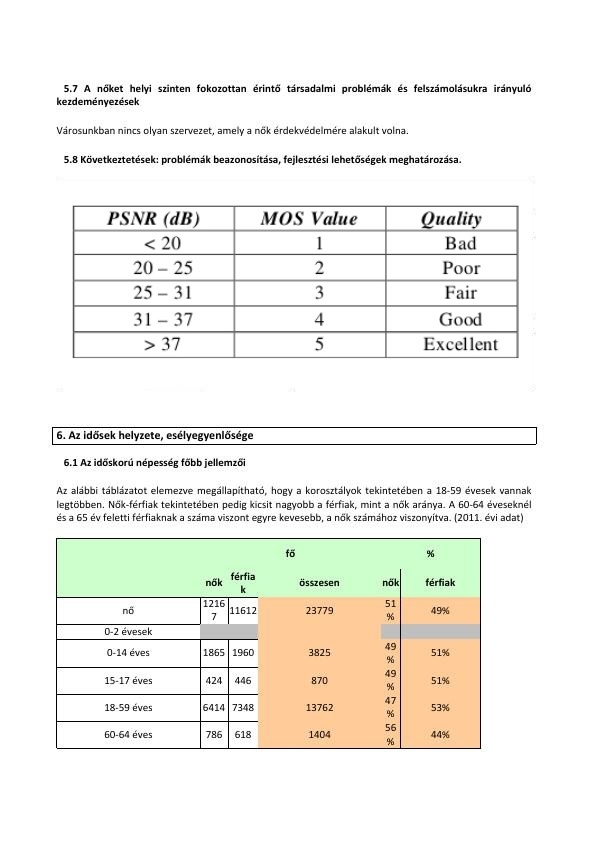 5.7 A nőket helyi szinten fokozottan érintő társadalmi problémák és felszámolásukra irányuló
kezdeményezések
Városunkban nincs olyan szervezet, amely a nők érdekvédelmére alakult volna.
5.8 Következtetések: problémák beazonosítása, fejlesztési lehetőségek meghatározása.
PSNR (dB) MOS Value Quality
< 20 1 Bad
20 – 25 2 Poor
25 – 31 3 Fair
31 – 37 4 Good
> 37 5 Excellent
6. Az idősek helyzete, esélyegyenlősége
6.1 Az időskorú népesség főbb jellemzői
Az alábbi táblázatot elemezve megállapítható, hogy a korosztályok tekintetében a 18-59 évesek vannak
legtöbben. Nők-férfiak tekintetében pedig kicsit nagyobb a férfiak, mint a nők aránya. A 60-64 éveseknél
és a 65 év feletti férfiaknak a száma viszont egyre kevesebb, a nők számához viszonyítva. (2011. évi adat)
fő %
nők férfia
k összesen nők férfiak
nő 1216
7 11612 23779 51
% 49%
0-2 évesek
0-14 éves 1865 1960 3825 49
% 51%
15-17 éves 424 446 870 49
% 51%
18-59 éves 6414 7348 13762 47
% 53%
60-64 éves 786 618 1404 56
% 44%